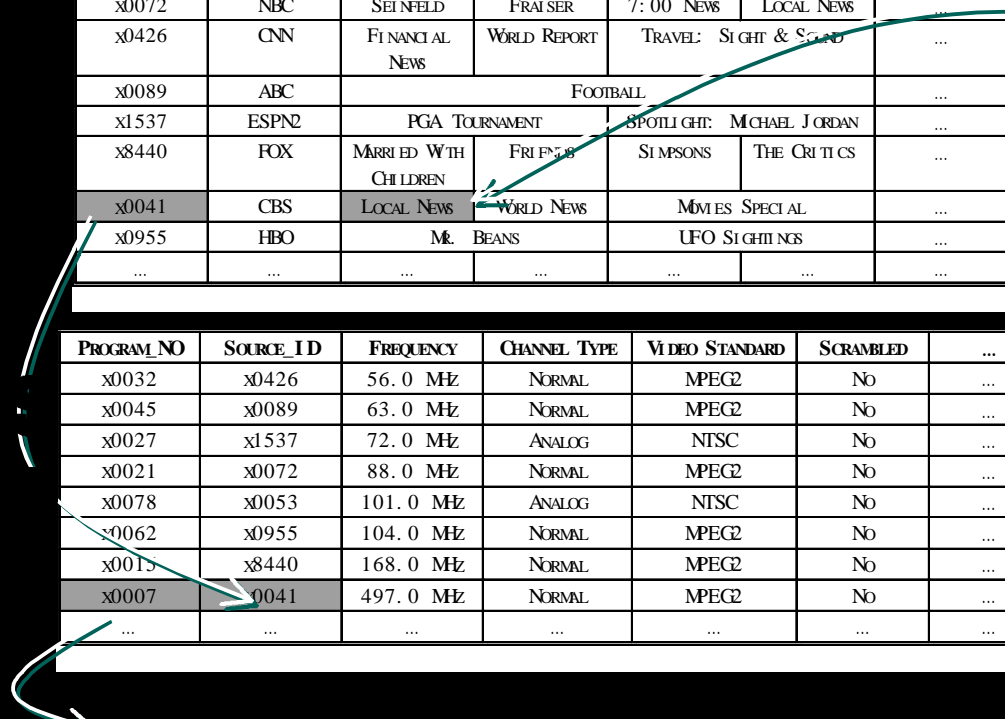 x0072 NBC SEINFELD FRAISER 7:00 NEWS LOCAL NEWS ...
x0426 CNN FINANCIAL NEWS WORLD REPORT TRAVEL: SIGHT & SOUND ...
x0089 ABC FOOTBALL ...
x1537 ESPN2 PGA TOURNAMENT SPOTLIGHT: MICHAEL JORDAN ...
x8440 FOX MARRIED WITH CHILDREN FRIENDS SIMPSONS THE CRITICS ...
x0041 CBS LOCAL NEWS WORLD NEWS MOVIES SPECIAL ...
x0955 HBO MR. BEANS UFO SIGHTINGS ...
... ... ... ... ... ... ...
PROGRAM_NO SOURCE_ID FREQUENCY CHANNEL TYPE VIDEO STANDARD SCRAMBLED ...
x0032 x0426 56.0 MHz NORMAL MPEG2 NO ...
x0045 x0089 63.0 MHz NORMAL MPEG2 NO ...
x0027 x1537 72.0 MHz ANALOG NTSC NO ...
x0021 x0072 88.0 MHz NORMAL MPEG2 NO ...
x0078 x0053 101.0 MHz ANALOG NTSC NO ...
x0062 x0955 104.0 MHz NORMAL MPEG2 NO ...
x0015 x8440 168.0 MHz NORMAL MPEG2 NO ...
x0007 x0041 497.0 MHz NORMAL MPEG2 NO ...
... ... ... ... ... ... ...